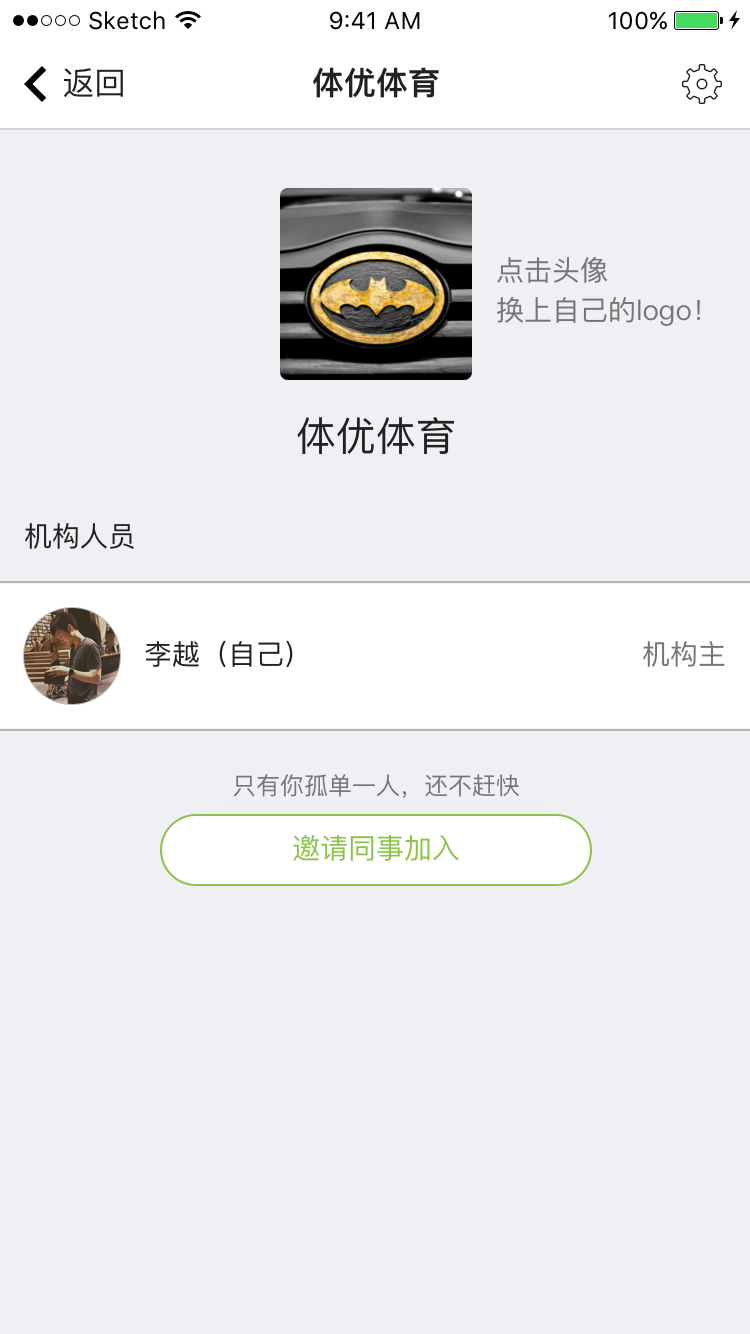 Sketch 9:41 AM 100%
返回 体优体育
点击头像
换上自己的logo！
体优体育
机构人员
李越（自己） 机构主
只有你孤单一人，还不赶快
邀请同事加入